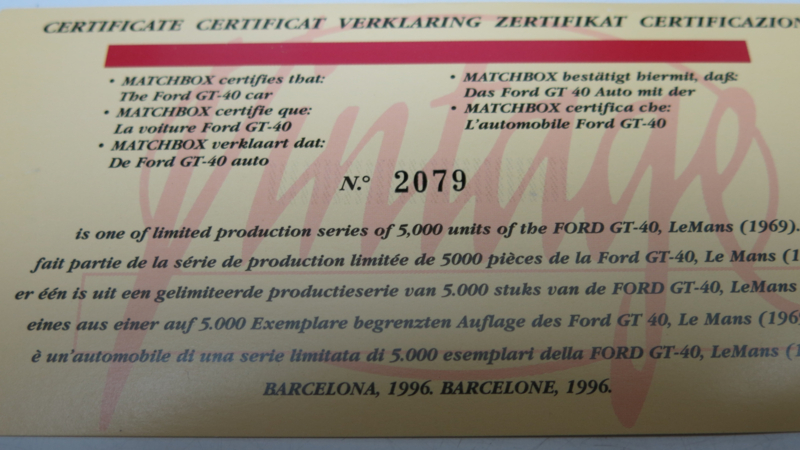 CERTIFICATE CERTIFICAT VERKLARING ZERTIFIKAT CERTIFICAZION
• MATCHBOX certifies that:
The Ford GT-40 car
• MATCHBOX certifie que:
La voiture Ford GT-40
• MATCHBOX verklaart dat:
De Ford GT-40 auto
• MATCHBOX bestätigt biermit, daß:
Das Ford GT 40 Auto mit der
• MATCHBOX certifica che:
L'automobile Ford GT-40
Vintage
N.° 2079
is one of limited production series of 5,000 units of the FORD GT-40, LeMans (1969).
fait partie de la série de production limitée de 5000 pièces de la Ford GT-40, Le Mans (1
er één is uit een gelimiteerde productieserie van 5.000 stuks van de FORD GT-40, LeMans
eines aus einer auf 5.000 Exemplare begrenzten Auflage des Ford GT 40, Le Mans (196
è un'automobile di una serie limitata di 5.000 esemplari della FORD GT-40, LeMans (1
BARCELONA, 1996. BARCELONE, 1996.